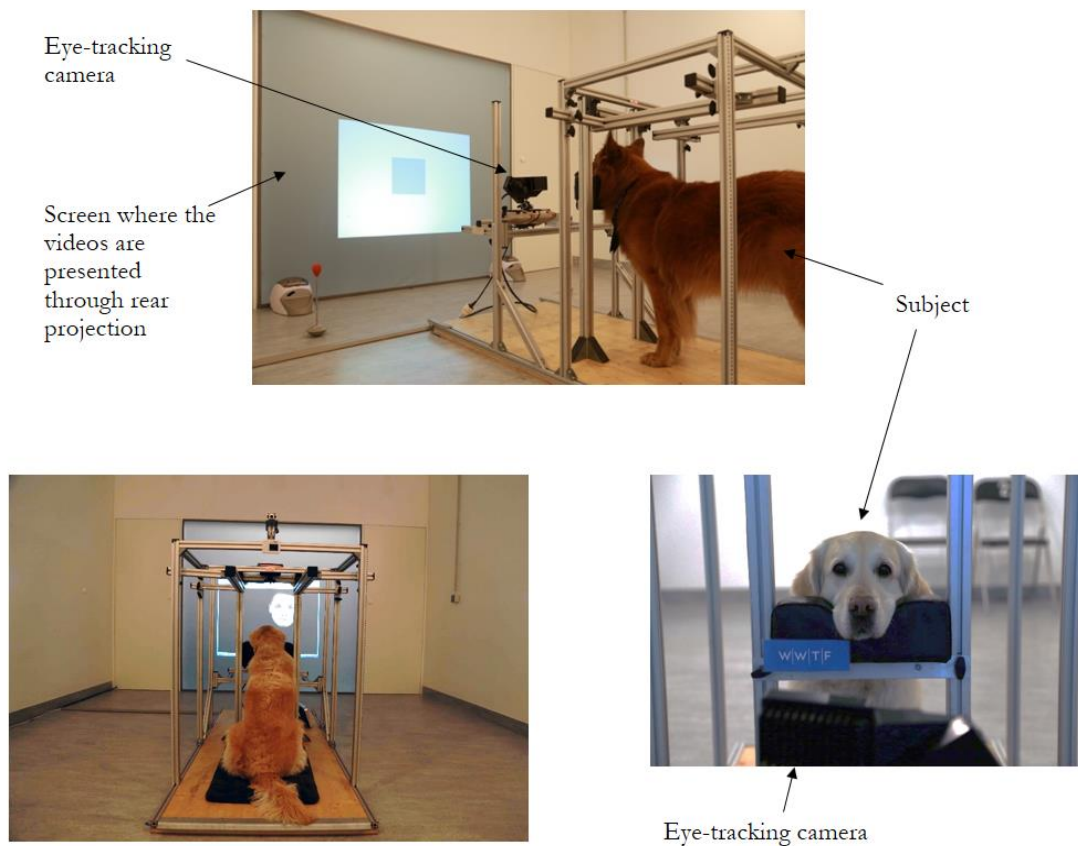 Eye-tracking
camera
Screen where the
videos are
presented
through rear
projection
Subject
W|W|T|F
Eye-tracking camera